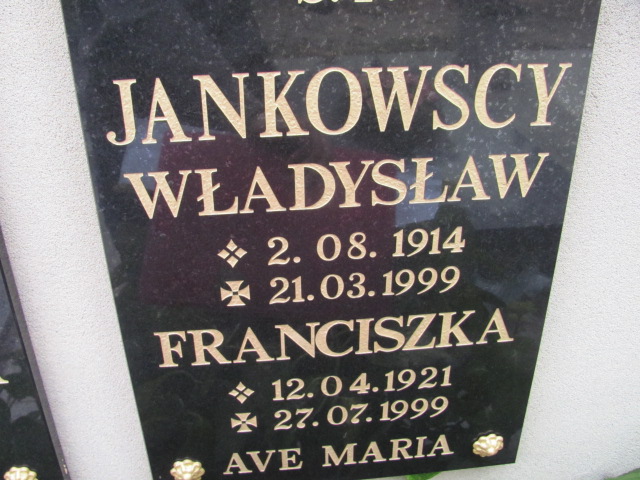 JANKOWSCY
WŁADYSŁAW
2. 08. 1914
21.03.1999
FRANCISZKA
12.04.1921
27.07.1999
AVE MARIA